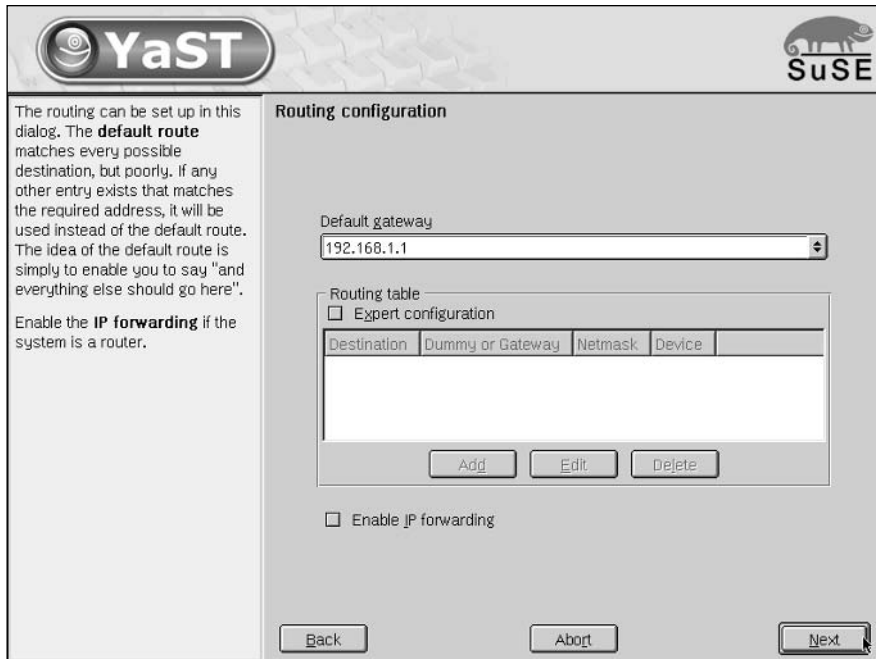 YaST
SuSE
The routing can be set up in this
dialog. The default route
matches every possible
destination, but poorly. If any
other entry exists that matches
the required address, it will be
used instead of the default route.
The idea of the default route is
simply to enable you to say "and
everything else should go here".
Enable the IP forwarding if the
system is a router.
Routing configuration
Default gateway
192.168.1.1
Routing table
Expert configuration
Destination Dummy or Gateway Netmask Device
Add Edit Delete
Enable IP forwarding
Back Abort Next